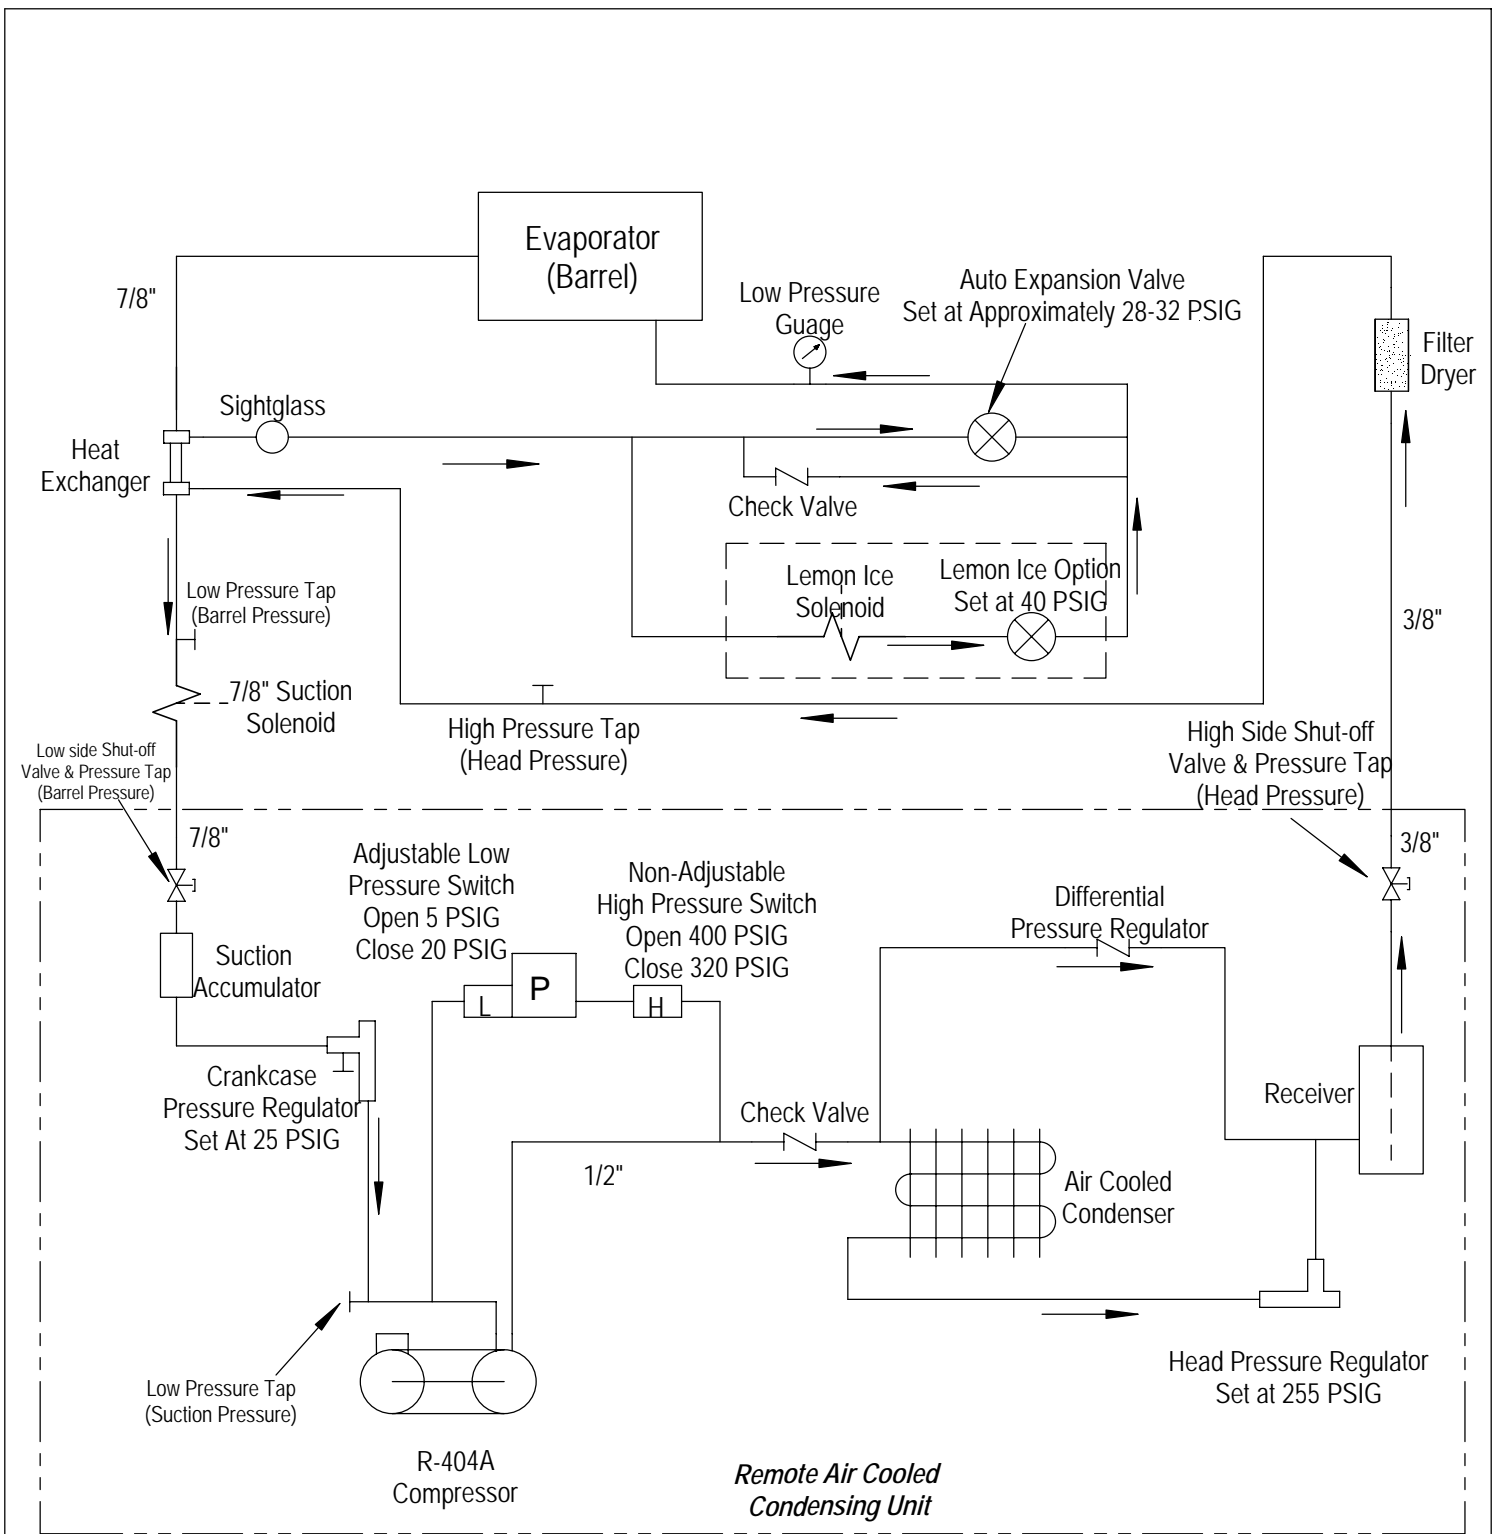 Evaporator
(Barrel)
7/8"
Low Pressure
Guage
Auto Expansion Valve
Set at Approximately 28-32 PSIG
Filter
Dryer
Sightglass
Heat
Exchanger
Check Valve
Lemon Ice
Solenoid
Lemon Ice Option
Set at 40 PSIG
Low Pressure Tap
(Barrel Pressure)
3/8"
7/8" Suction
Solenoid
High Pressure Tap
(Head Pressure)
High Side Shut-off
Valve & Pressure Tap
(Head Pressure)
Low side Shut-off
Valve & Pressure Tap
(Barrel Pressure)
7/8"
3/8"
Adjustable Low
Pressure Switch
Open 5 PSIG
Close 20 PSIG
Non-Adjustable
High Pressure Switch
Open 400 PSIG
Close 320 PSIG
Differential
Pressure Regulator
Suction
Accumulator
L
P
H
Crankcase
Pressure Regulator
Set At 25 PSIG
Check Valve
Receiver
1/2"
Air Cooled
Condenser
Low Pressure Tap
(Suction Pressure)
Head Pressure Regulator
Set at 255 PSIG
R-404A
Compressor
Remote Air Cooled
Condensing Unit